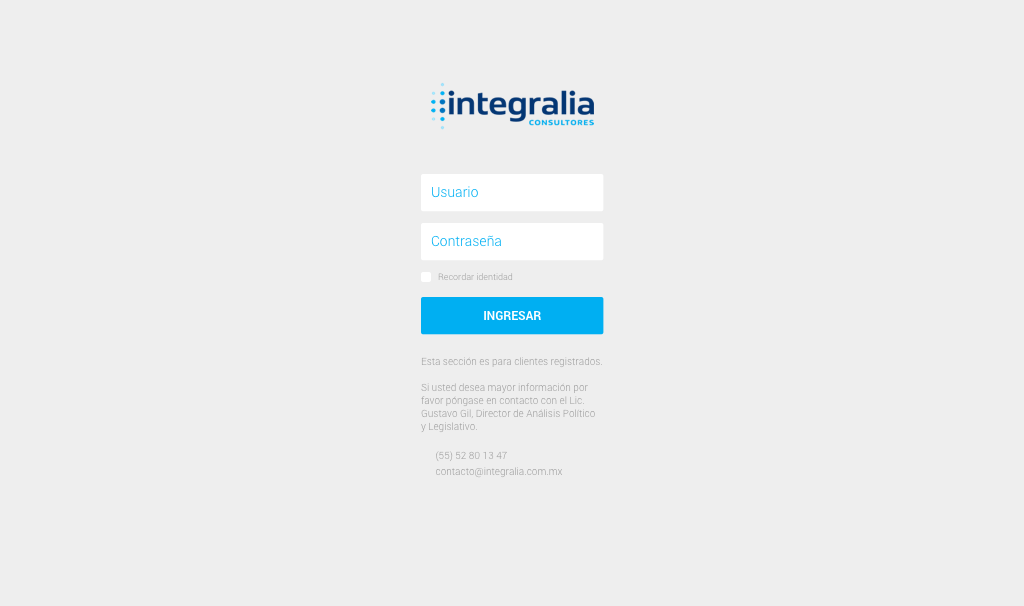 integralia
CONSULTORES
Usuario
Contraseña
Recordar identidad
INGRESAR
Esta sección es para clientes registrados.
Si usted desea mayor información por
favor póngase en contacto con el Lic.
Gustavo Gil, Director de Análisis Político
y Legislativo.
(55) 52 80 13 47
contacto@integralia.com.mx